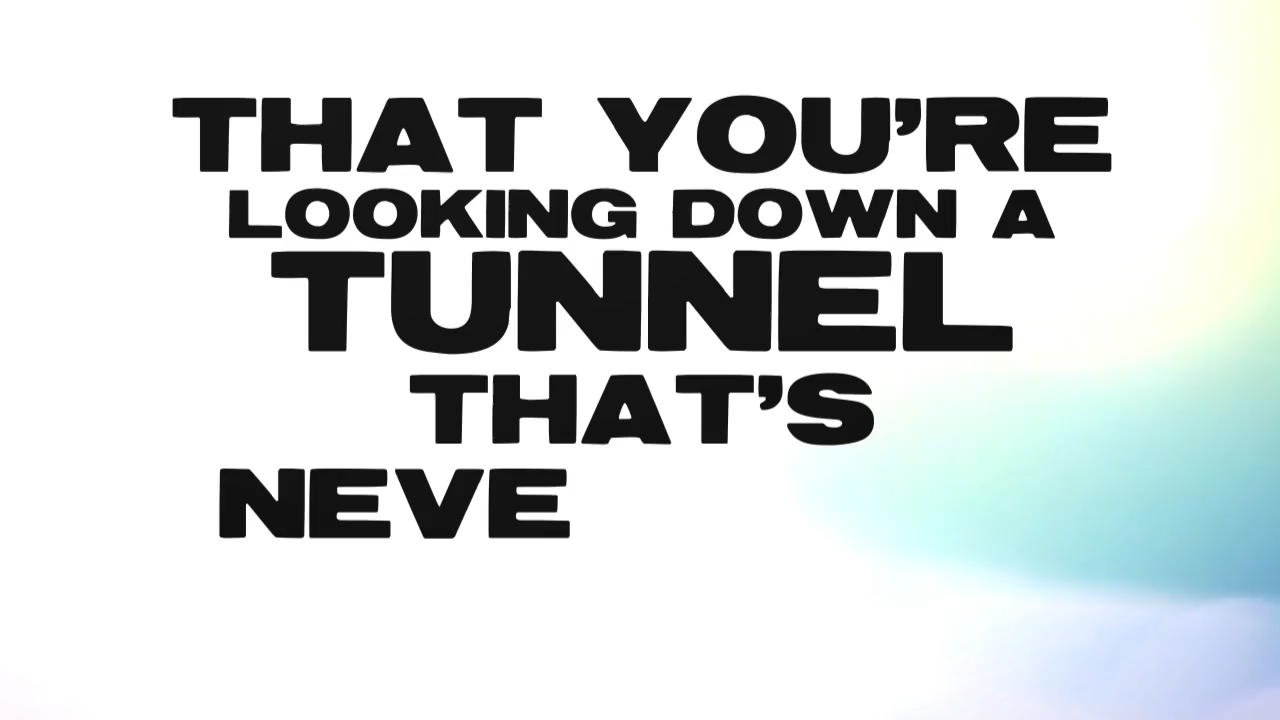 THAT YOU'RE
LOOKING DOWN A
TUNNEL
THAT'S
NEVE